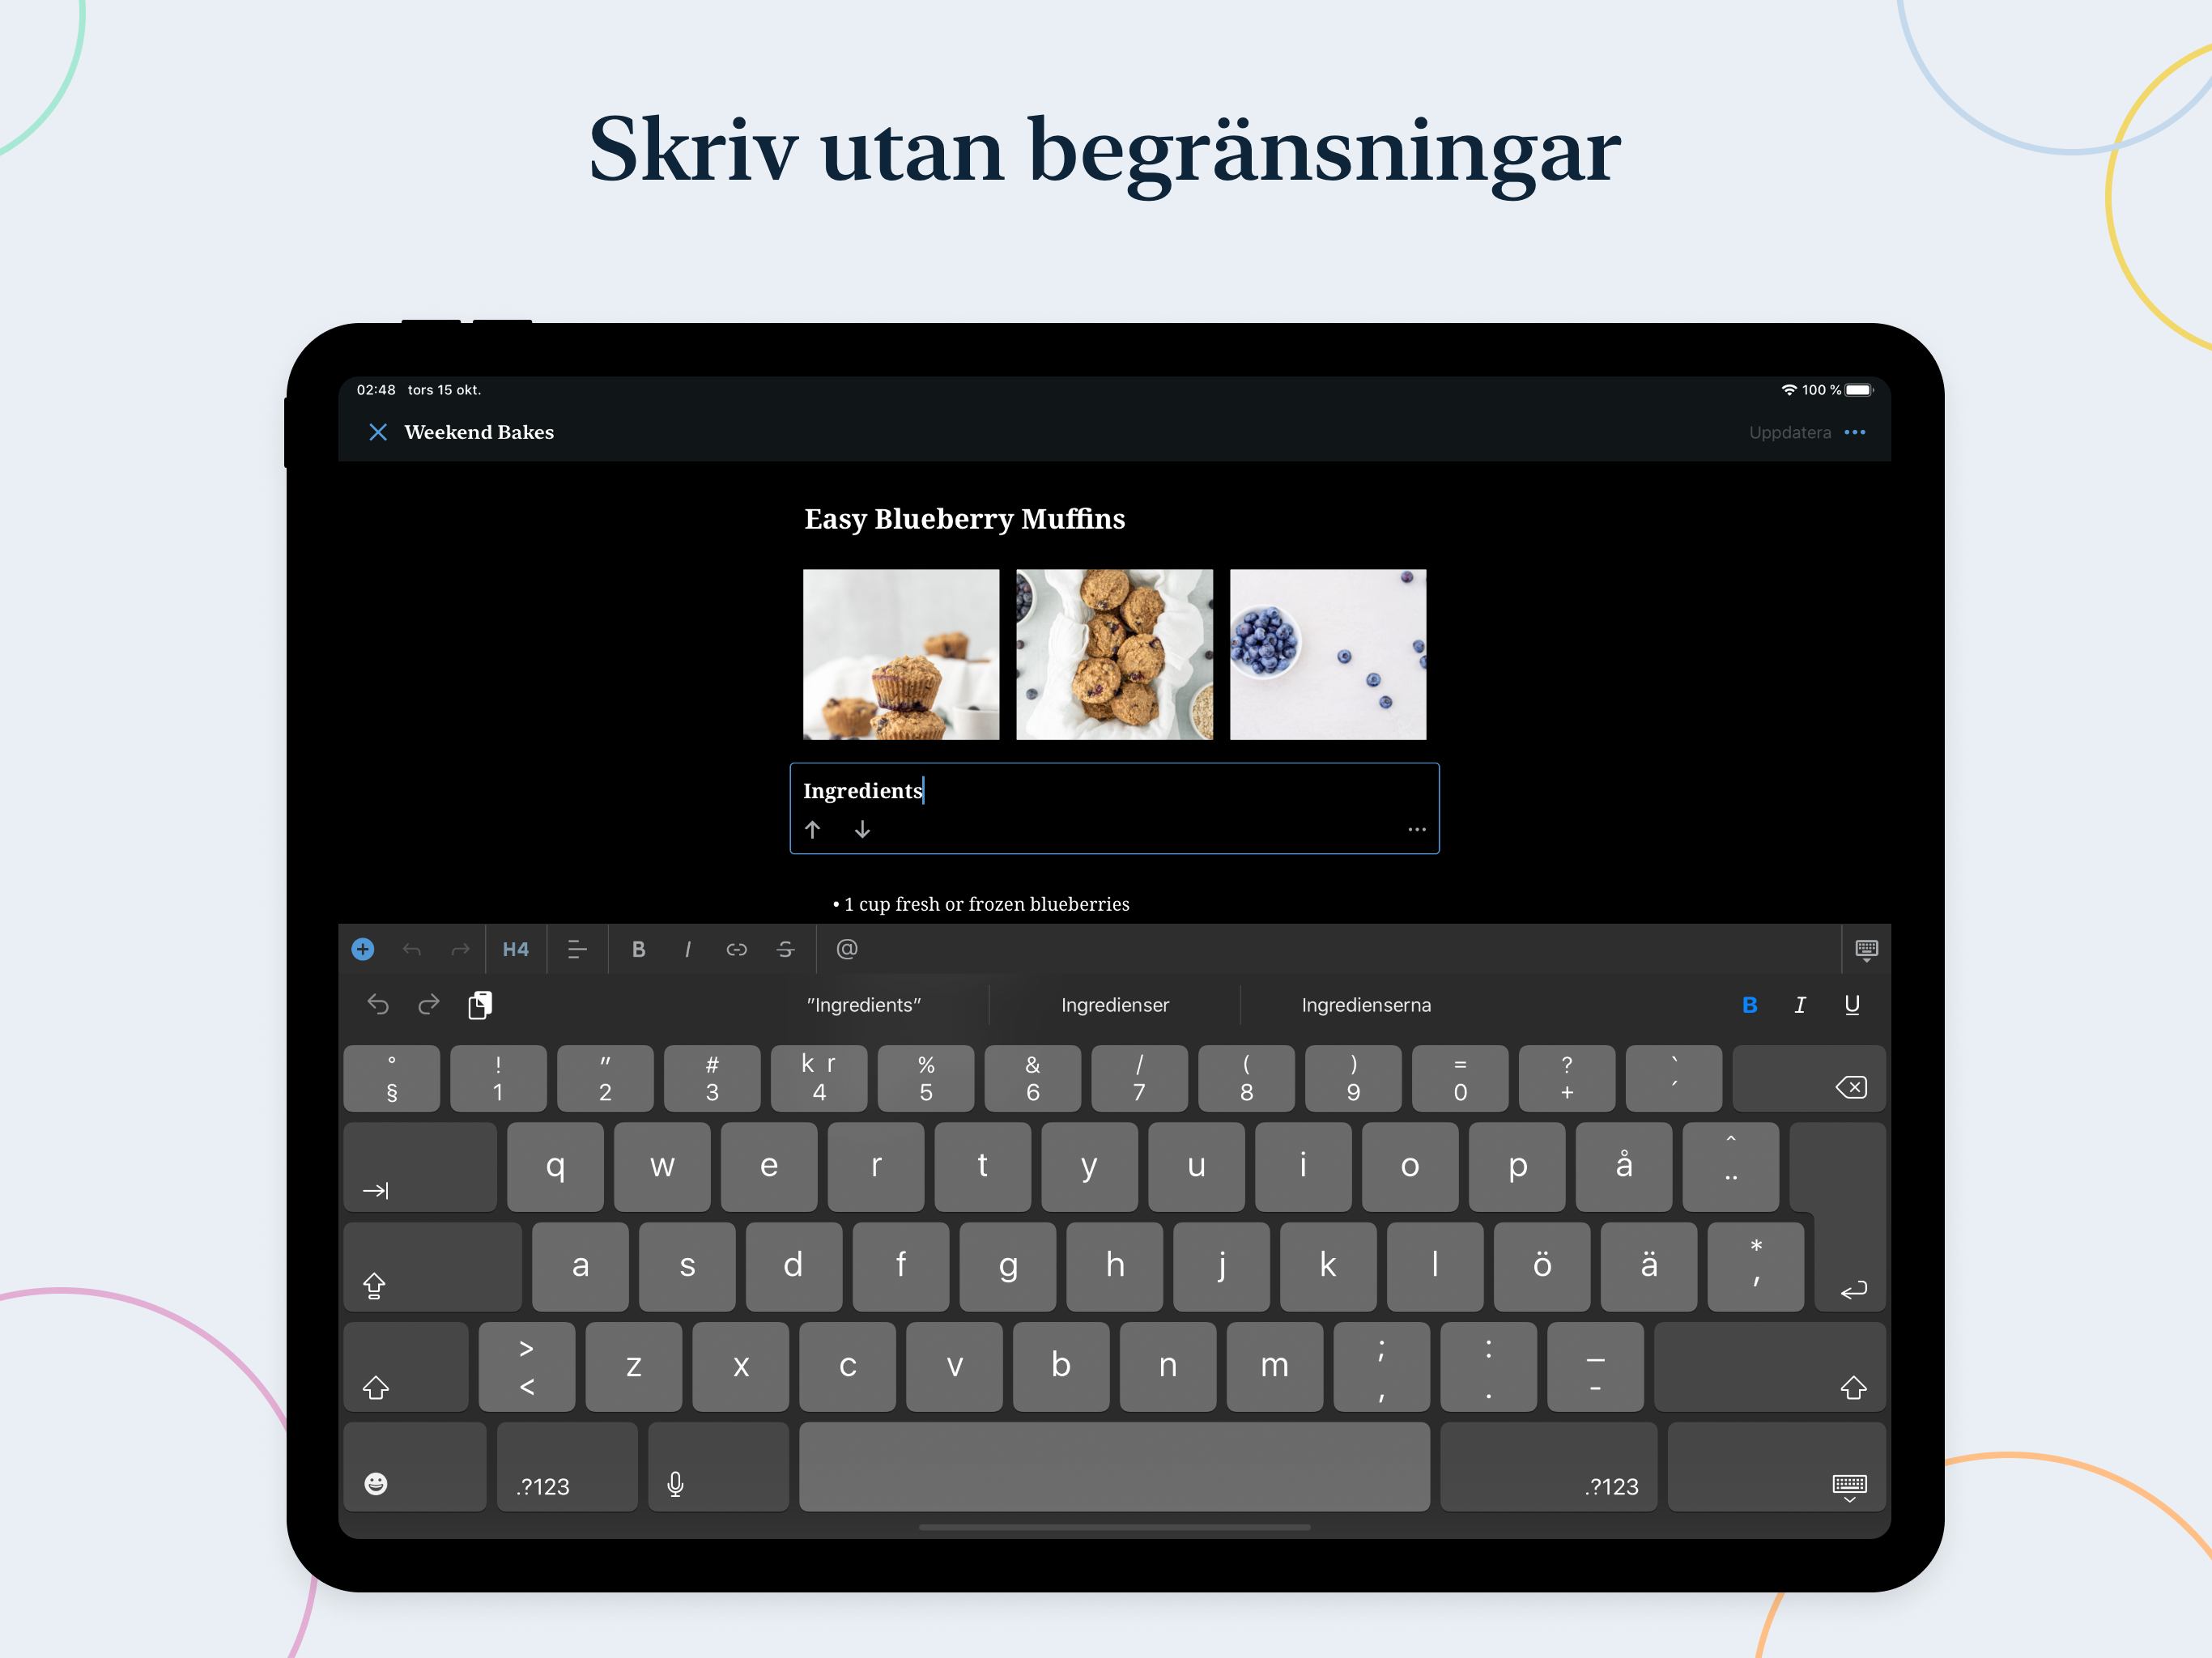 Skriv utan begränsningar
02:48 tors 15 okt.
100 %
Weekend Bakes
Uppdatera
Easy Blueberry Muffins
Ingredients
• 1 cup fresh or frozen blueberries
H4 B I S @
"Ingredients" Ingredienser Ingredienserna B I U
° ! " # k r % & / ( ) = ? `
§ 1 2 3 4 5 6 7 8 9 0 + ´
q w e r t y u i o p å ^ ¨
a s d f g h j k l ö ä * '
> < z x c v b n m ; , : . _ -
.?123 .?123